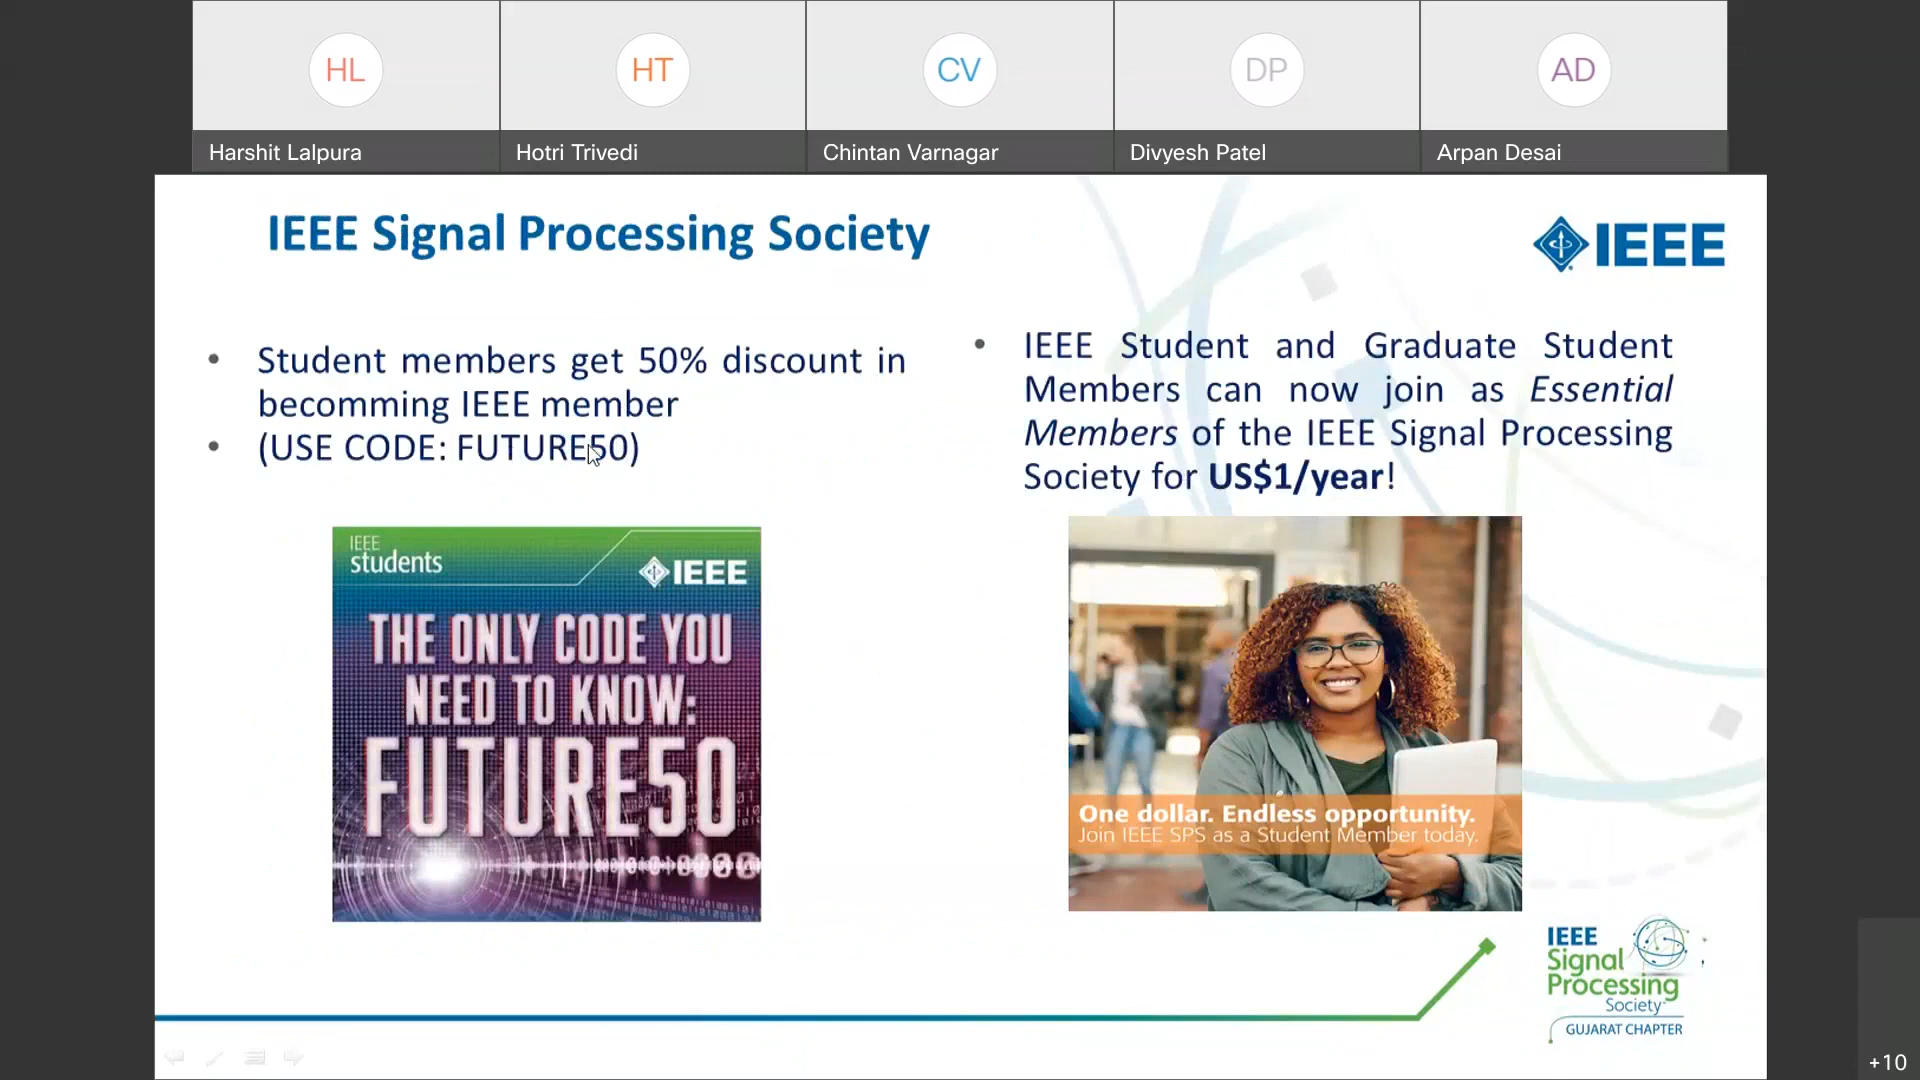 HL
HT
CV
DP
AD
Harshit Lalpura
Hotri Trivedi
Chintan Varnagar
Divyesh Patel
Arpan Desai
IEEE Signal Processing Society
IEEE
• Student members get 50% discount in
becomming IEEE member
• (USE CODE: FUTURE50)
• IEEE Student and Graduate Student
Members can now join as Essential
Members of the IEEE Signal Processing
Society for US$1/year!
IEEE
students
IEEE
THE ONLY CODE YOU
NEED TO KNOW:
FUTURE50
One dollar. Endless opportunity.
Join IEEE SPS as a Student Member today.
IEEE
Signal
Processing
Society
GUJARAT CHAPTER
+10